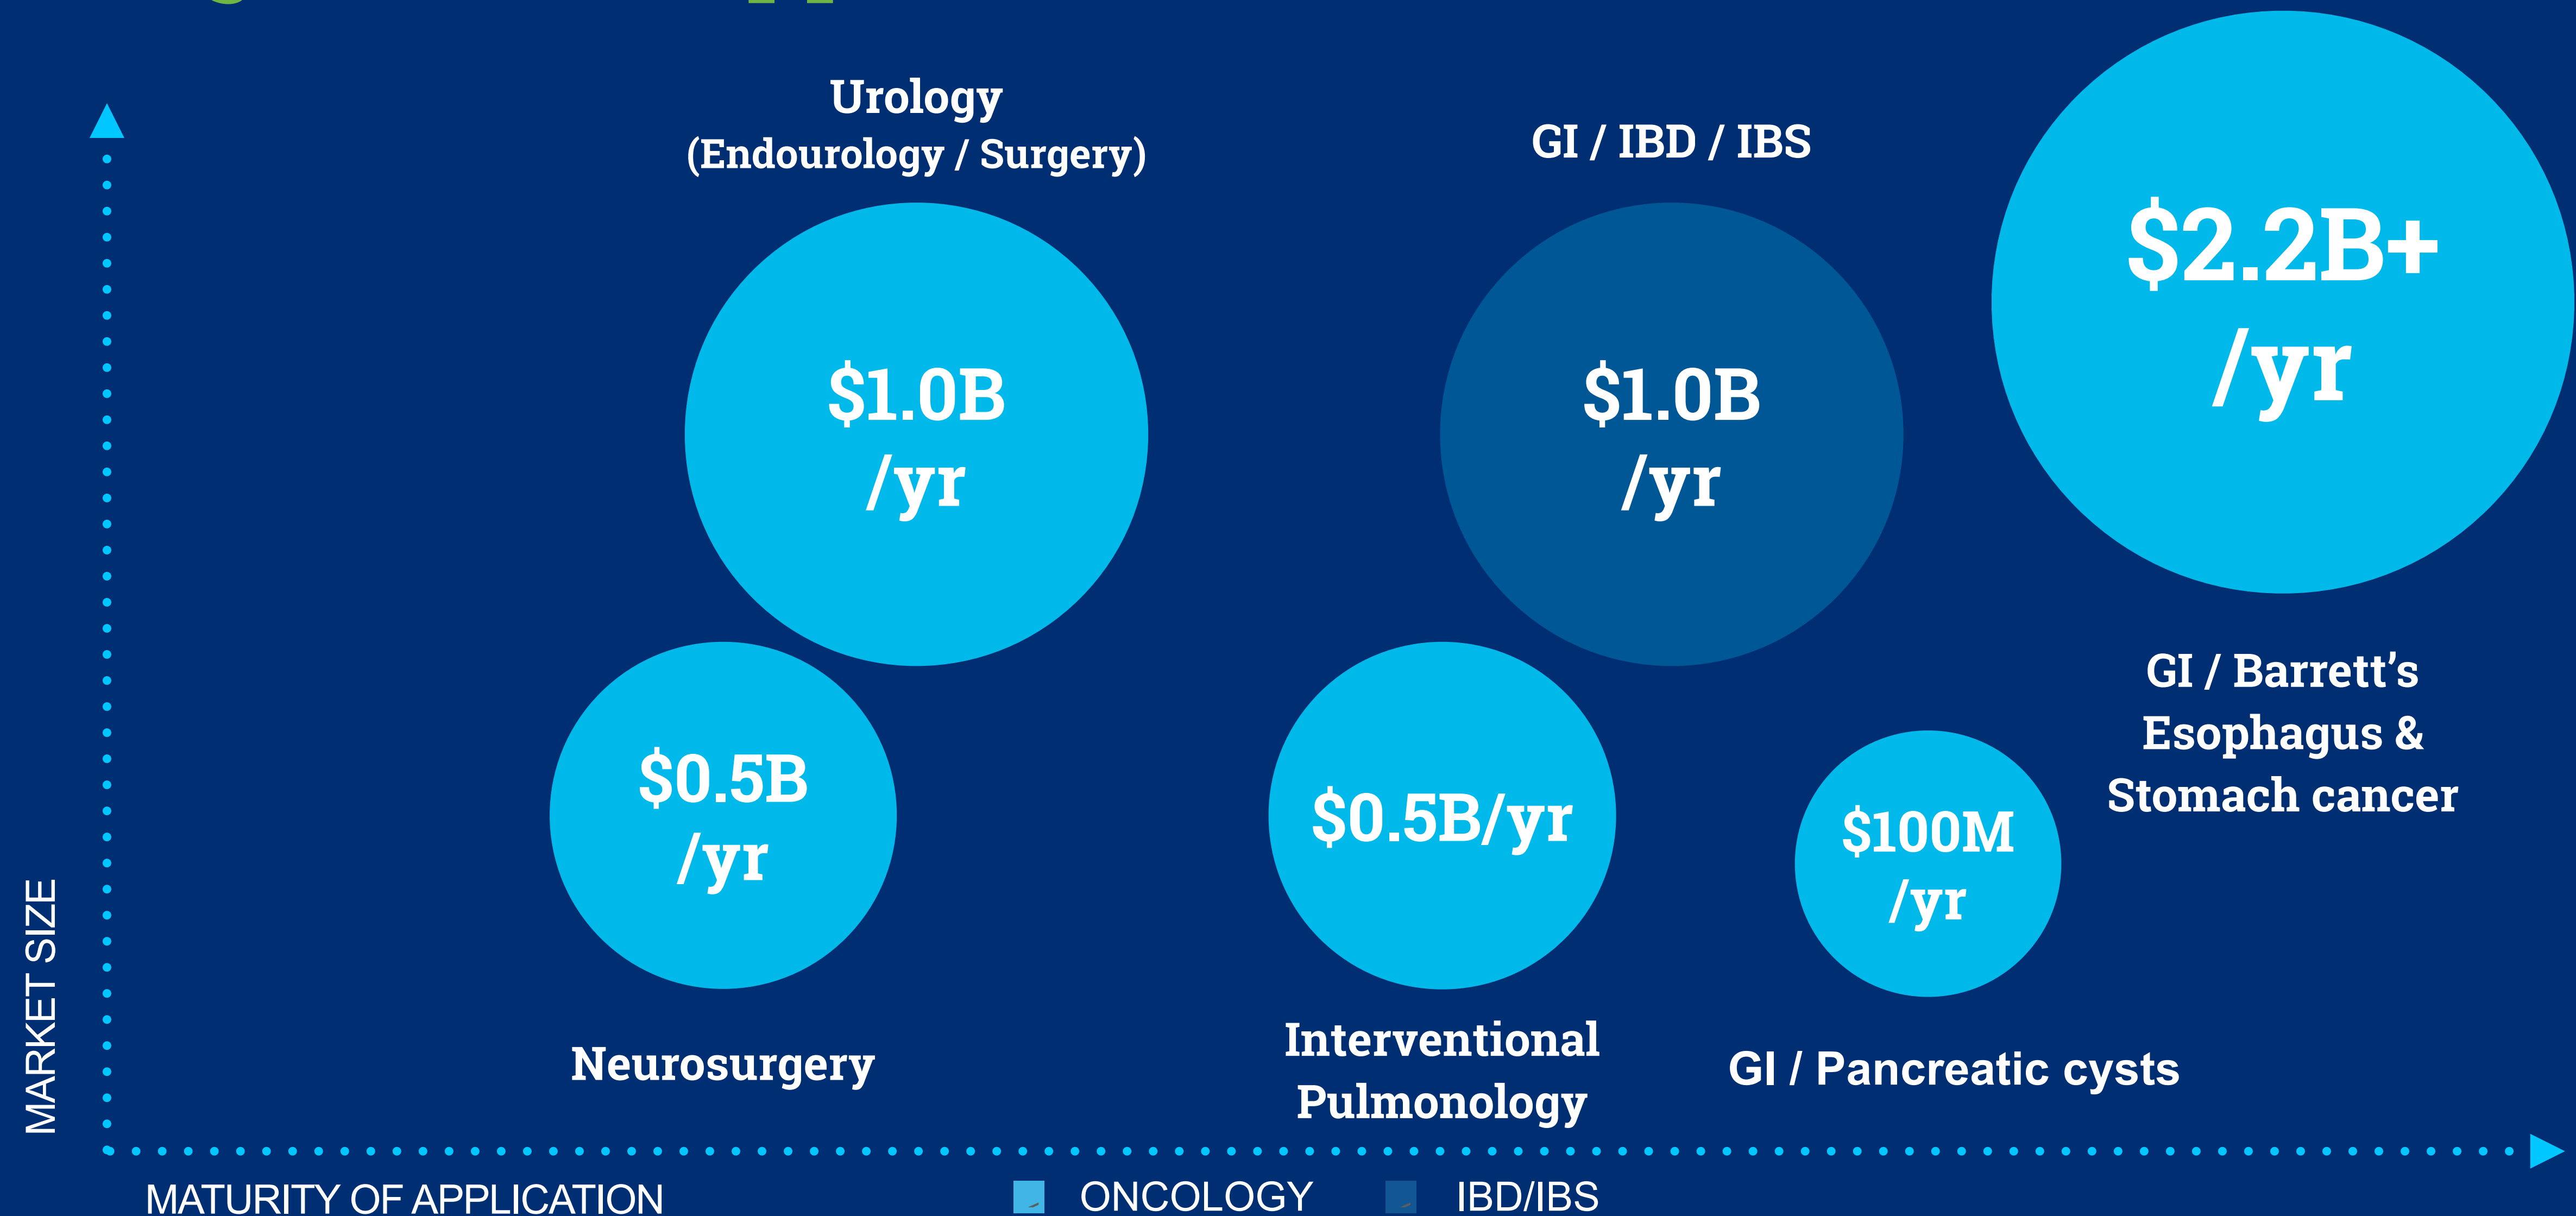 Urology
(Endourology / Surgery)
$1.0B
/yr
GI / IBD / IBS
$1.0B
/yr
$2.2B+
/yr
GI / Barrett’s
Esophagus &
Stomach cancer
$0.5B
/yr
Neurosurgery
$0.5B/yr
Interventional
Pulmonology
$100M
/yr
GI / Pancreatic cysts
MARKET SIZE
MATURITY OF APPLICATION
ONCOLOGY
IBD/IBS